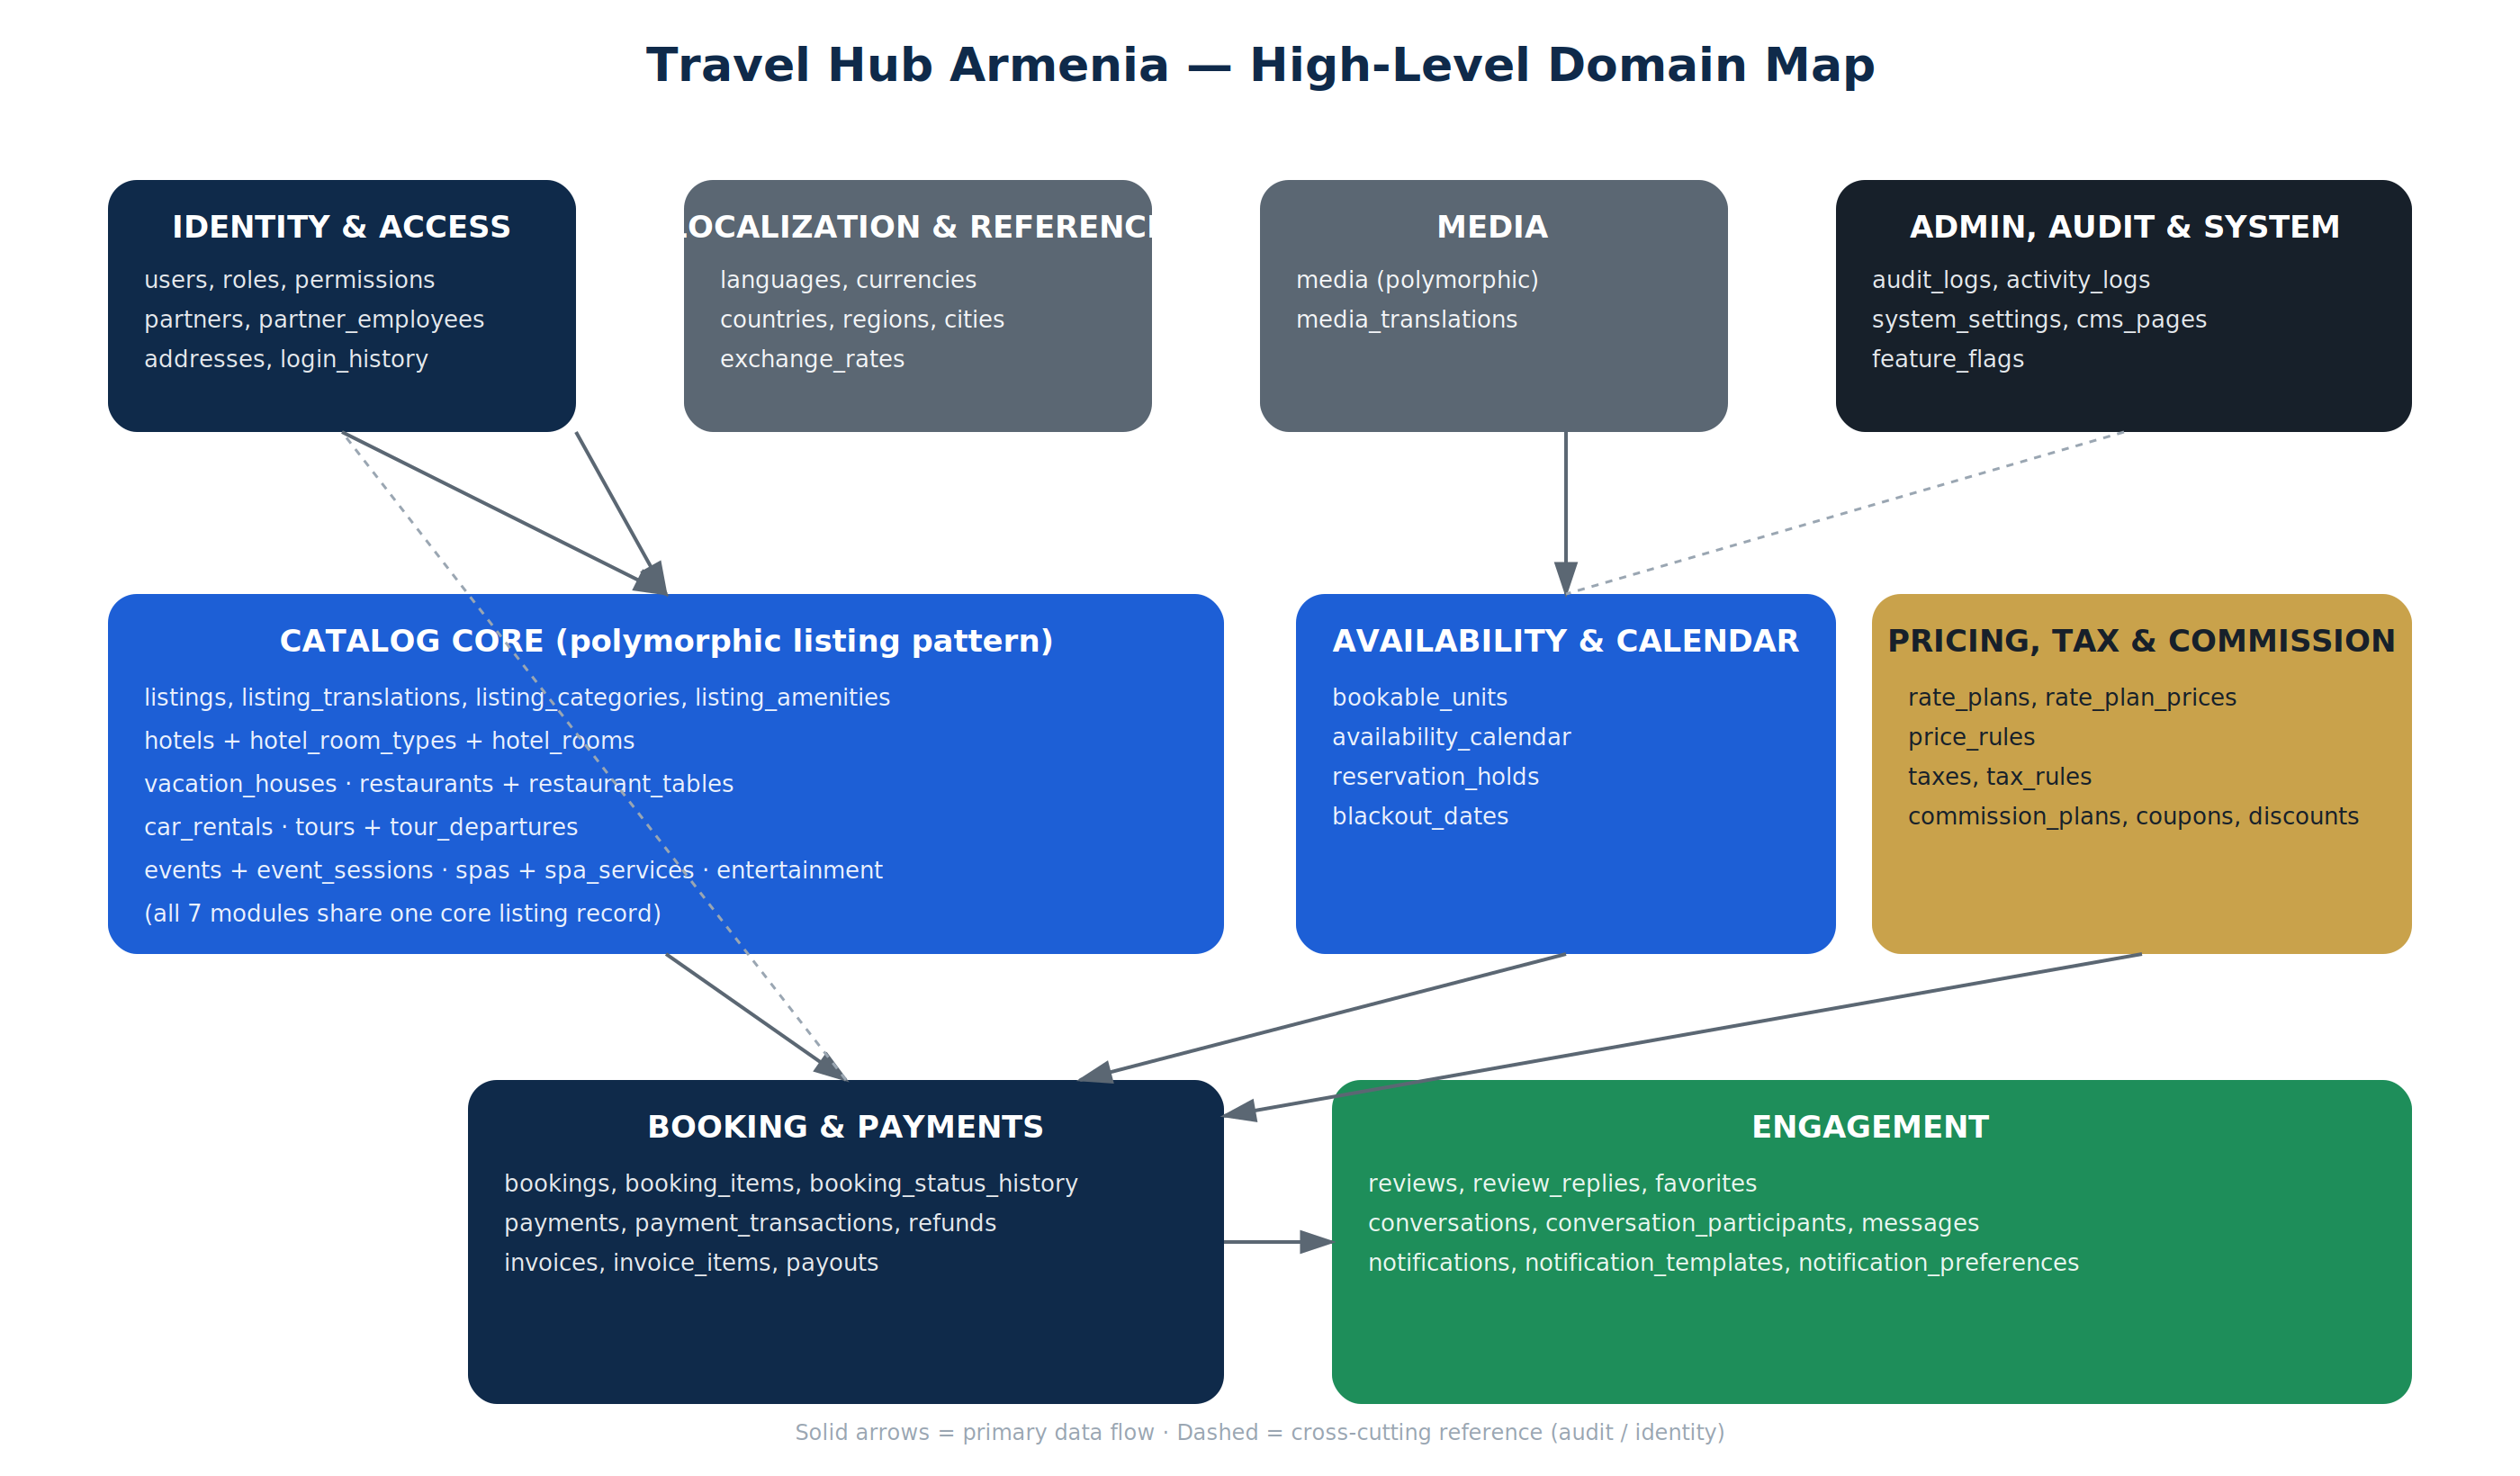 Travel Hub Armenia — High-Level Domain Map
IDENTITY & ACCESS
users, roles, permissions
partners, partner_employees
addresses, login_history
LOCALIZATION & REFERENCE
languages, currencies
countries, regions, cities
exchange_rates
MEDIA
media (polymorphic)
media_translations
ADMIN, AUDIT & SYSTEM
audit_logs, activity_logs
system_settings, cms_pages
feature_flags
CATALOG CORE (polymorphic listing pattern)
listings, listing_translations, listing_categories, listing_amenities
hotels + hotel_room_types + hotel_rooms
vacation_houses · restaurants + restaurant_tables
car_rentals · tours + tour_departures
events + event_sessions · spas + spa_services · entertainment
(all 7 modules share one core listing record)
AVAILABILITY & CALENDAR
bookable_units
availability_calendar
reservation_holds
blackout_dates
PRICING, TAX & COMMISSION
rate_plans, rate_plan_prices
price_rules
taxes, tax_rules
commission_plans, coupons, discounts
BOOKING & PAYMENTS
bookings, booking_items, booking_status_history
payments, payment_transactions, refunds
invoices, invoice_items, payouts
ENGAGEMENT
reviews, review_replies, favorites
conversations, conversation_participants, messages
notifications, notification_templates, notification_preferences
Solid arrows = primary data flow · Dashed = cross-cutting reference (audit / identity)